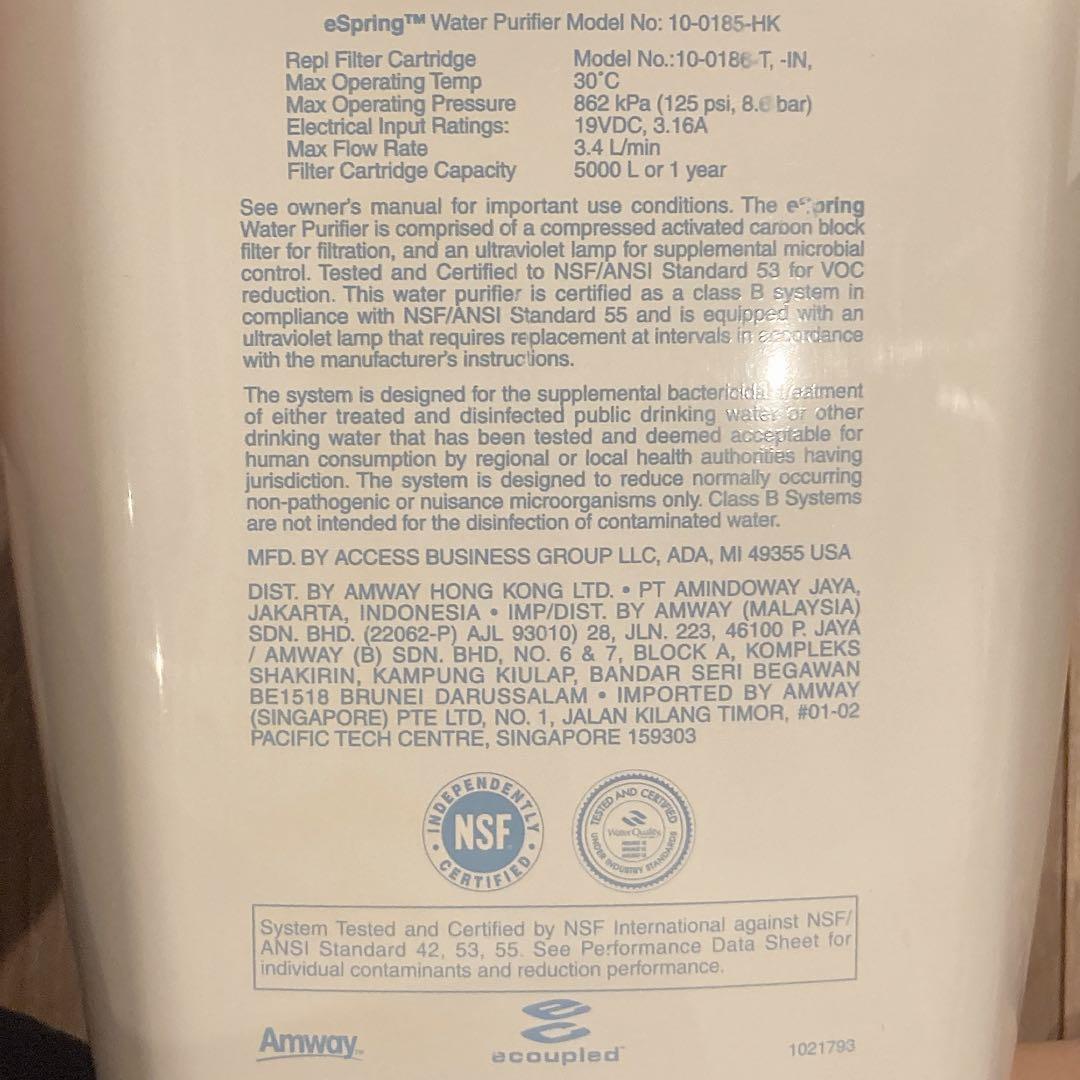 eSpring™ Water Purifier Model No: 10-0185-HK
Repl Filter Cartridge Model No.:10-0186-T, -IN,
Max Operating Temp 30˚C
Max Operating Pressure 862 kPa (125 psi, 8.6 bar)
Electrical Input Ratings: 19VDC, 3.16A
Max Flow Rate 3.4 L/min
Filter Cartridge Capacity 5000 L or 1 year
See owner's manual for important use conditions. The eSpring
Water Purifier is comprised of a compressed activated carbon block
filter for filtration, and an ultraviolet lamp for supplemental microbial
control. Tested and Certified to NSF/ANSI Standard 53 for VOC
reduction. This water purifier is certified as a class B system in
compliance with NSF/ANSI Standard 55 and is equipped with an
ultraviolet lamp that requires replacement at intervals in accordance
with the manufacturer's instructions.
The system is designed for the supplemental bactericidal treatment
of either treated and disinfected public drinking water or other
drinking water that has been tested and deemed acceptable for
human consumption by regional or local health authorities having
jurisdiction. The system is designed to reduce normally occurring
non-pathogenic or nuisance microorganisms only. Class B Systems
are not intended for the disinfection of contaminated water.
MFD. BY ACCESS BUSINESS GROUP LLC, ADA, MI 49355 USA
DIST. BY AMWAY HONG KONG LTD. • PT AMINDOWAY JAYA,
JAKARTA, INDONESIA • IMP/DIST. BY AMWAY (MALAYSIA)
SDN. BHD. (22062-P) AJL 93010) 28, JLN. 223, 46100 P. JAYA
/ AMWAY (B) SDN. BHD, NO. 6 & 7, BLOCK A, KOMPLEKS
SHAKIRIN, KAMPUNG KIULAP, BANDAR SERI BEGAWAN
BE1518 BRUNEI DARUSSALAM • IMPORTED BY AMWAY
(SINGAPORE) PTE LTD, NO. 1, JALAN KILANG TIMOR, #01-02
PACIFIC TECH CENTRE, SINGAPORE 159303
INDEPENDENTLY
NSF
CERTIFIED
TESTED AND CERTIFIED
Water Quality
UNDER INDUSTRY STANDARDS
System Tested and Certified by NSF International against NSF/
ANSI Standard 42, 53, 55. See Performance Data Sheet for
individual contaminants and reduction performance.
Amway™
ecoupled™
1021793